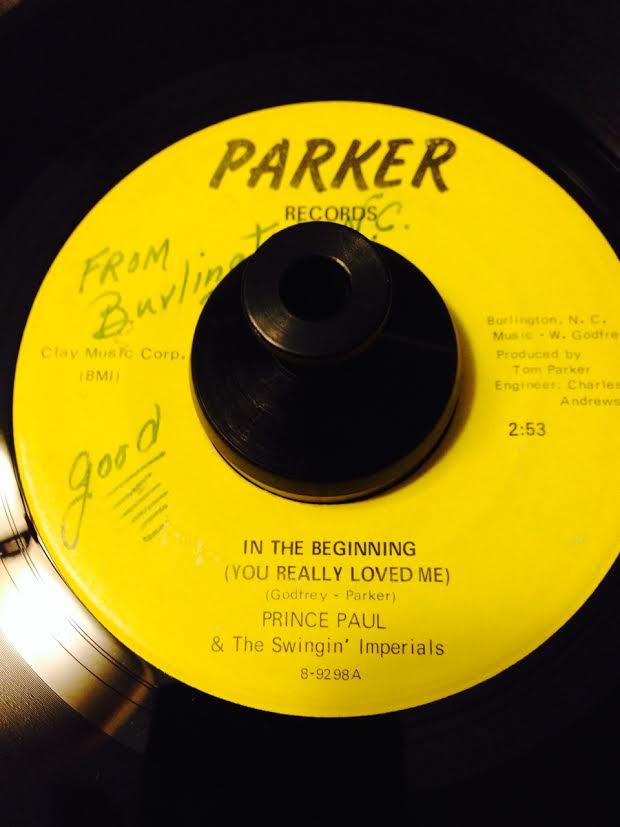 PARKER
RECORDS
FROM
N.C.
Clay Music Corp.
(BMI)
good
Burlington, N. C.
Music - W.
Produced by
Tom Parker
Engineer: Charles
Andrews
2:53
IN THE BEGINNING
(YOU REALLY LOVED ME)
(Godfrey - Parker)
PRINCE PAUL
& The Swingin' Imperials
8-9298A